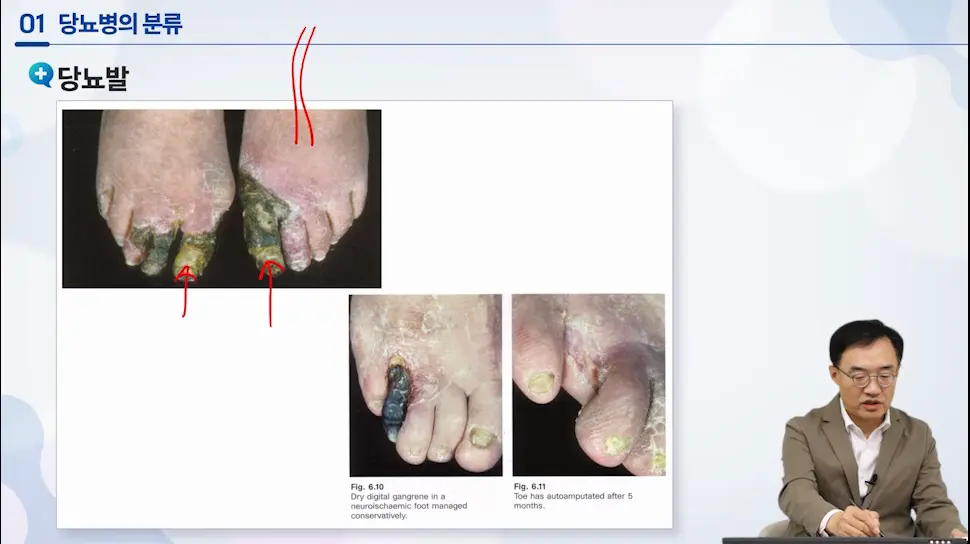 01 당뇨병의 분류
당뇨발
Fig. 6.10
Dry digital gangrene in a
neuroischaemic foot managed
conservatively.
Fig. 6.11
Toe has autoamputated after 5
months.